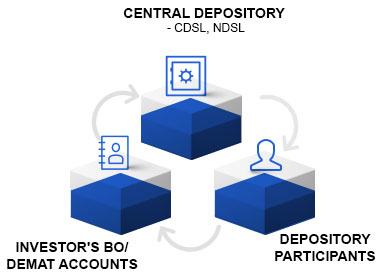 CENTRAL DEPOSITORY
- CDSL, NDSL
INVESTOR'S BO/
DEMAT ACCOUNTS
DEPOSITORY
PARTICIPANTS